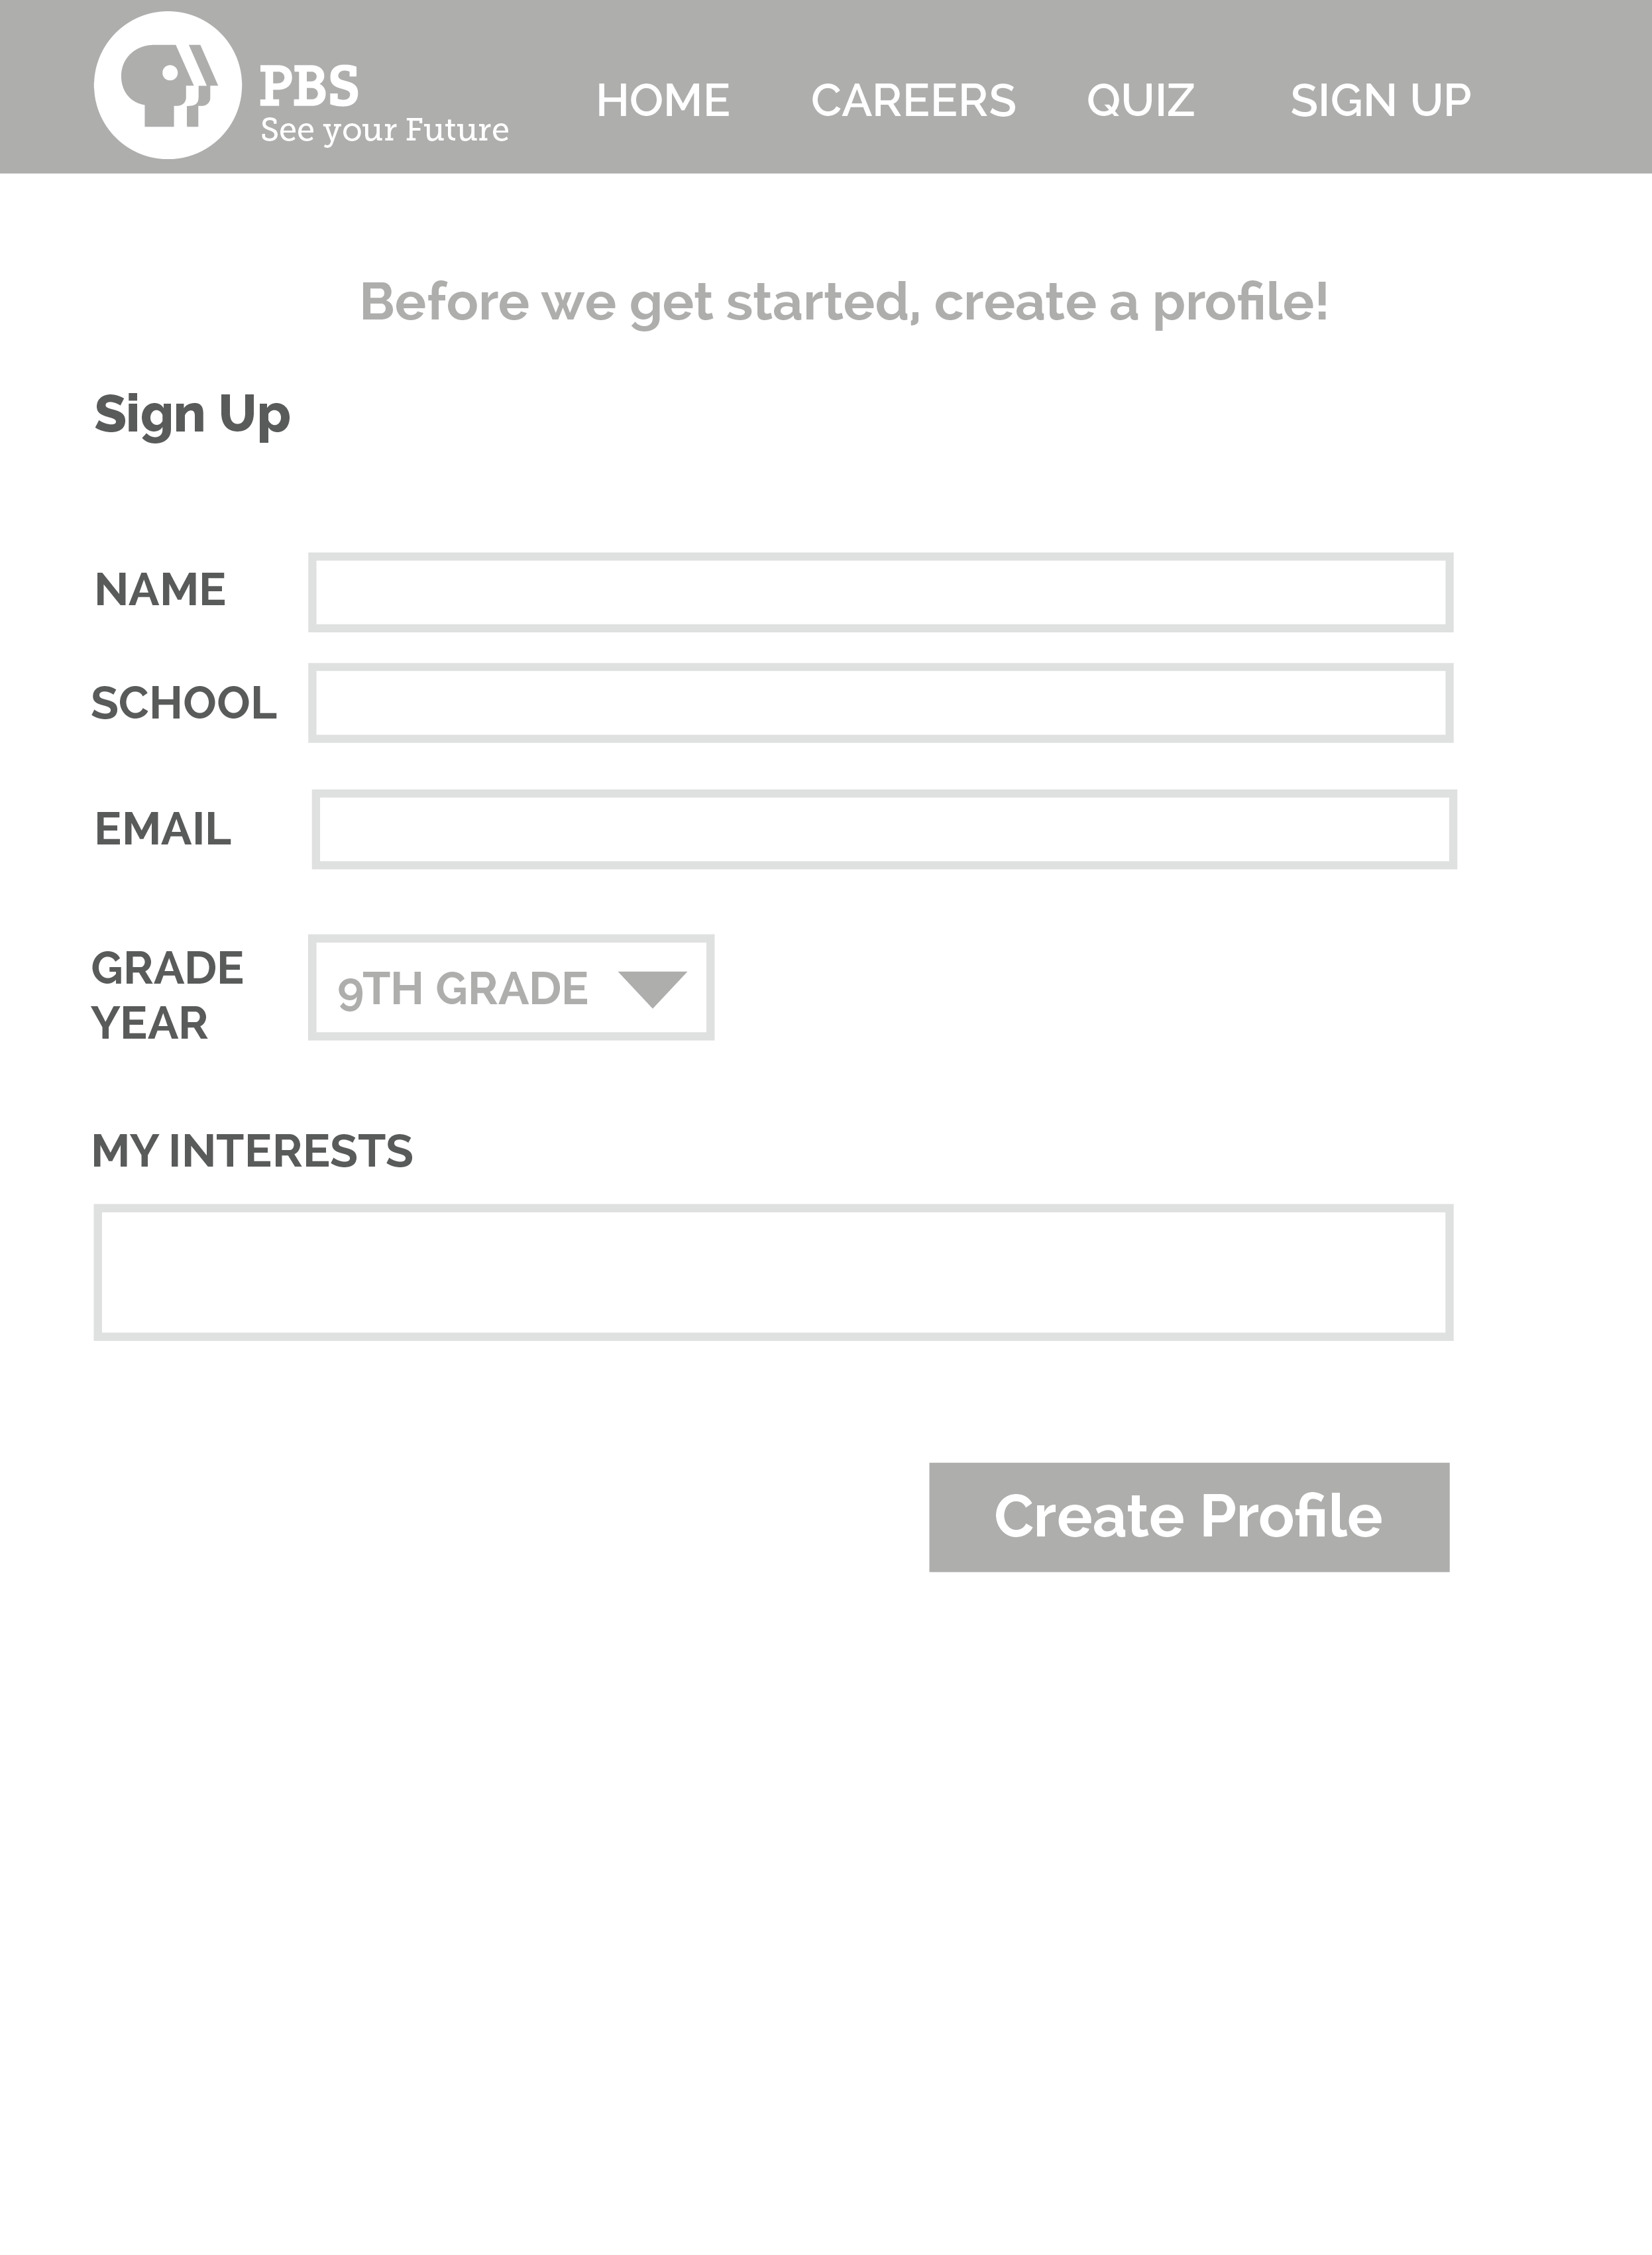 PBS
See your Future
HOME CAREERS QUIZ SIGN UP
Before we get started, create a profile!
Sign Up
NAME
SCHOOL
EMAIL
GRADE
YEAR
9TH GRADE
MY INTERESTS
Create Profile